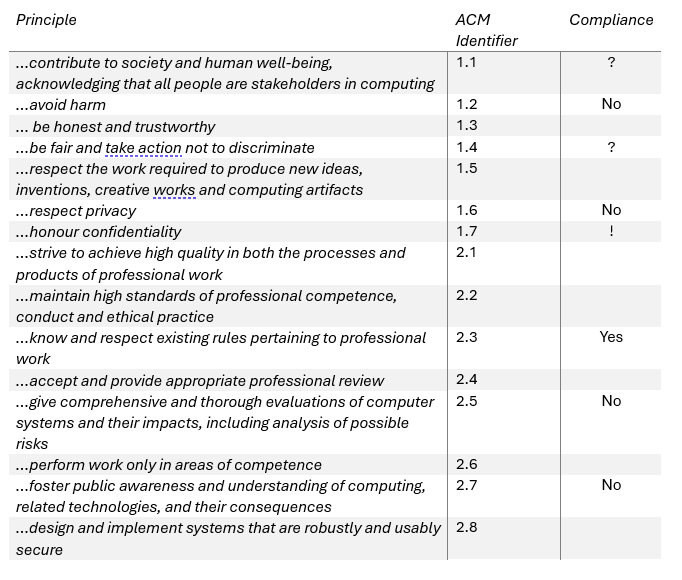 Principle ACM Compliance
Identifier
...contribute to society and human well-being, 1.1 ?
acknowledging that all people are stakeholders in computing
...avoid harm 1.2 No
... be honest and trustworthy 1.3
...be fair and take action not to discriminate 1.4 ?
...respect the work required to produce new ideas, 1.5
inventions, creative works and computing artifacts
...respect privacy 1.6 No
...honour confidentiality 1.7 !
...strive to achieve high quality in both the processes and 2.1
products of professional work
...maintain high standards of professional competence, 2.2
conduct and ethical practice
...know and respect existing rules pertaining to professional 2.3 Yes
work
...accept and provide appropriate professional review 2.4
...give comprehensive and thorough evaluations of computer 2.5 No
systems and their impacts, including analysis of possible
risks
...perform work only in areas of competence 2.6
...foster public awareness and understanding of computing, 2.7 No
related technologies, and their consequences
...design and implement systems that are robustly and usably 2.8
secure